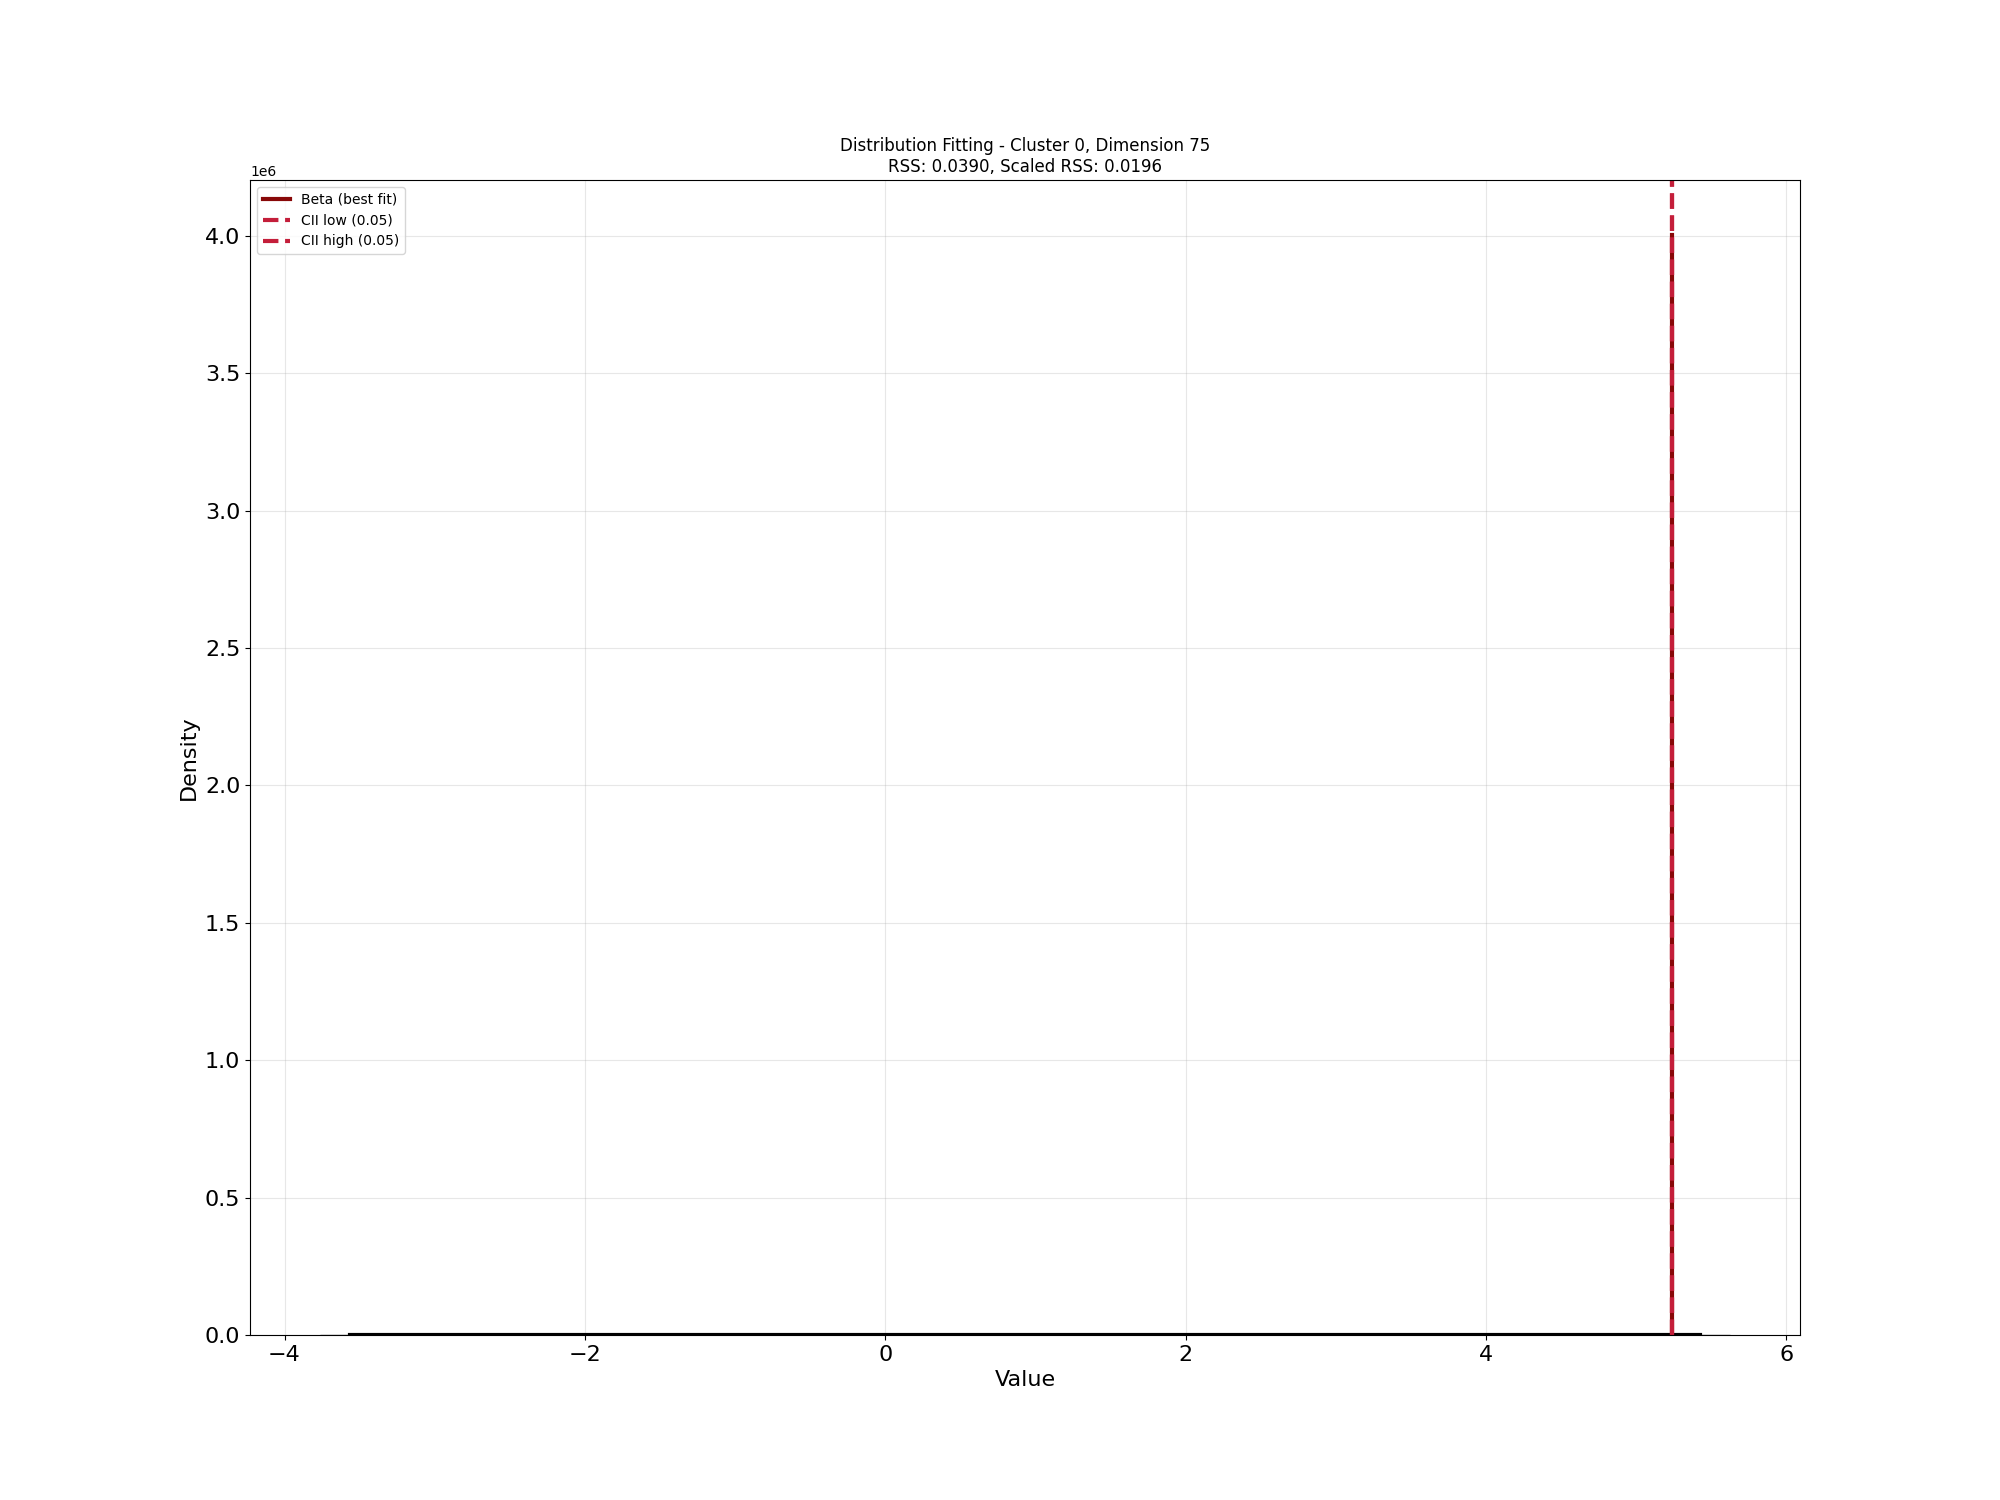 Distribution Fitting - Cluster 0, Dimension 75
RSS: 0.0390, Scaled RSS: 0.0196
1e6
Beta (best fit)
CII low (0.05)
CII high (0.05)
4.0
3.5
3.0
2.5
2.0
1.5
1.0
0.5
0.0
Density
−4
−2
0
2
4
6
Value